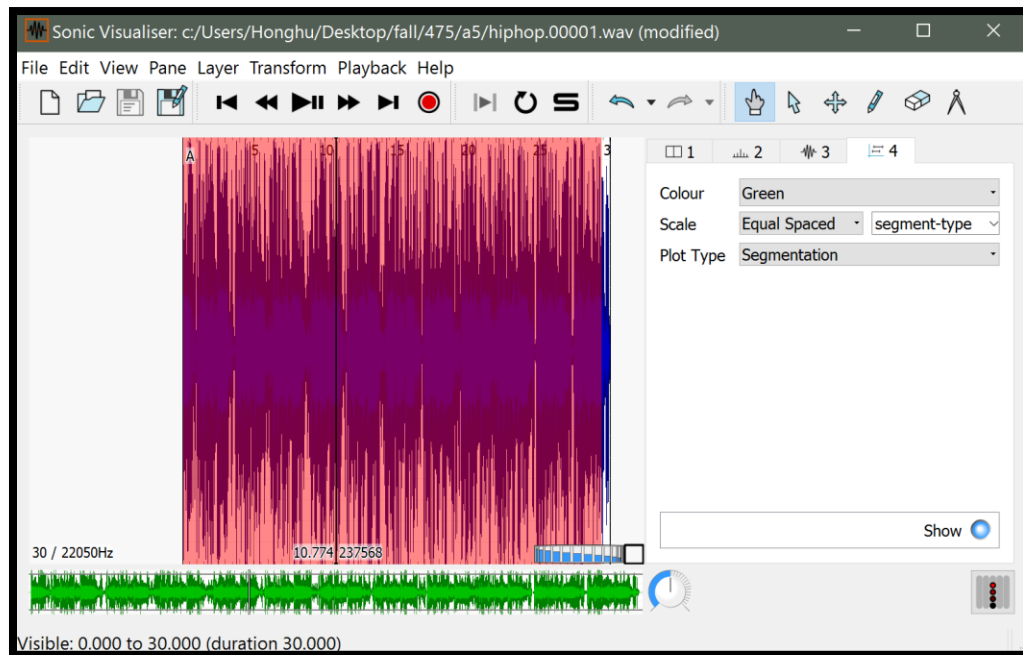 Sonic Visualiser: c:/Users/Honghu/Desktop/fall/475/a5/hiphop.00001.wav (modified)
File Edit View Pane Layer Transform Playback Help
A 5 10 15 20 25 3
1 2 3 4
Colour Green
Scale Equal Spaced segment-type
Plot Type Segmentation
Show
30 / 22050Hz 10.774 237568
Visible: 0.000 to 30.000 (duration 30.000)